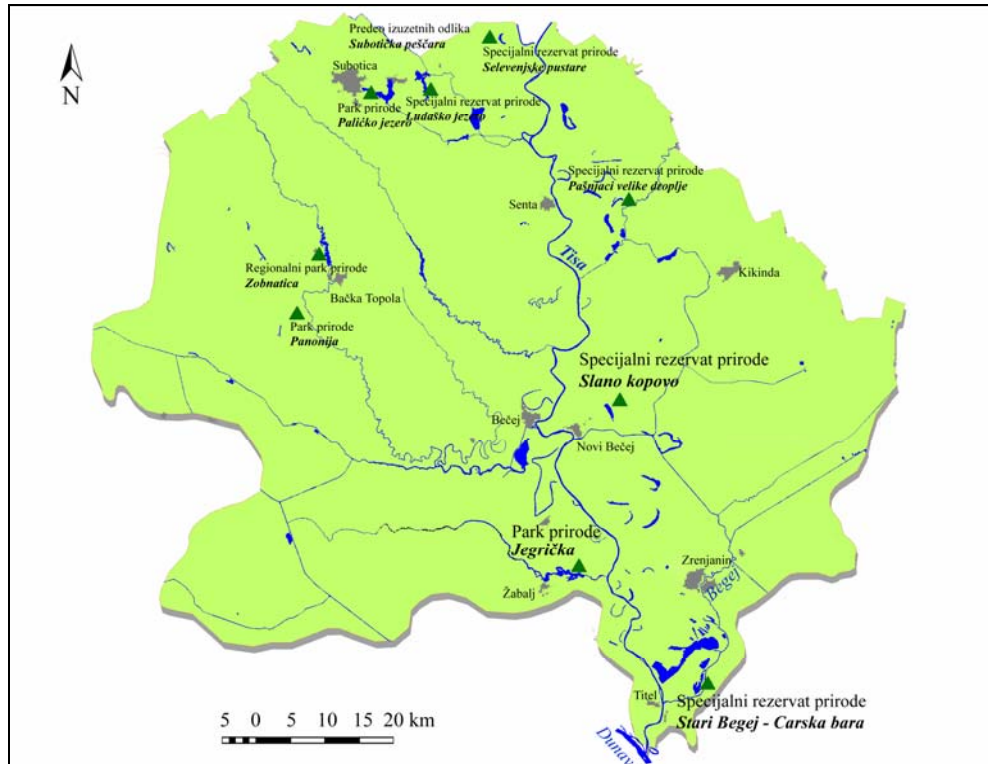 Predeo izuzetnih odlika
Subotička peščara
Specijalni rezervat prirode
Selevenjske pustare
Subotica
N
Park prirode
Palićko jezero
Specijalni rezervat prirode
Ludaško jezero
Specijalni rezervat prirode
Pašnjaci velike droplje
Senta
Tisa
Kikinda
Regionalni park prirode
Zobnatica
Bačka Topola
Park prirode
Panonija
Specijalni rezervat prirode
Slano kopovo
Bečej
Novi Bečej
Park prirode
Jegrička
Žabalj
Zrenjanin
Begej
Titel
Specijalni rezervat prirode
Stari Begej - Carska bara
Dunav
5 0 5 10 15 20 km